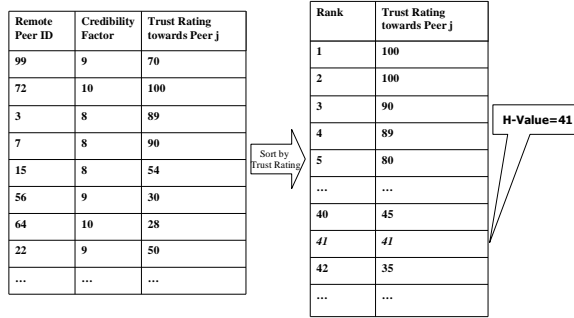 Remote Peer ID Credibility Factor Trust Rating towards Peer j
99 9 70
72 10 100
3 8 89
7 8 90
15 8 54
56 9 30
64 10 28
22 9 50
... ... ...
Sort by
Trust Rating
Rank Trust Rating towards Peer j
1 100
2 100
3 90
4 89
5 80
... ...
40 45
41 41
42 35
... ...
H-Value=41